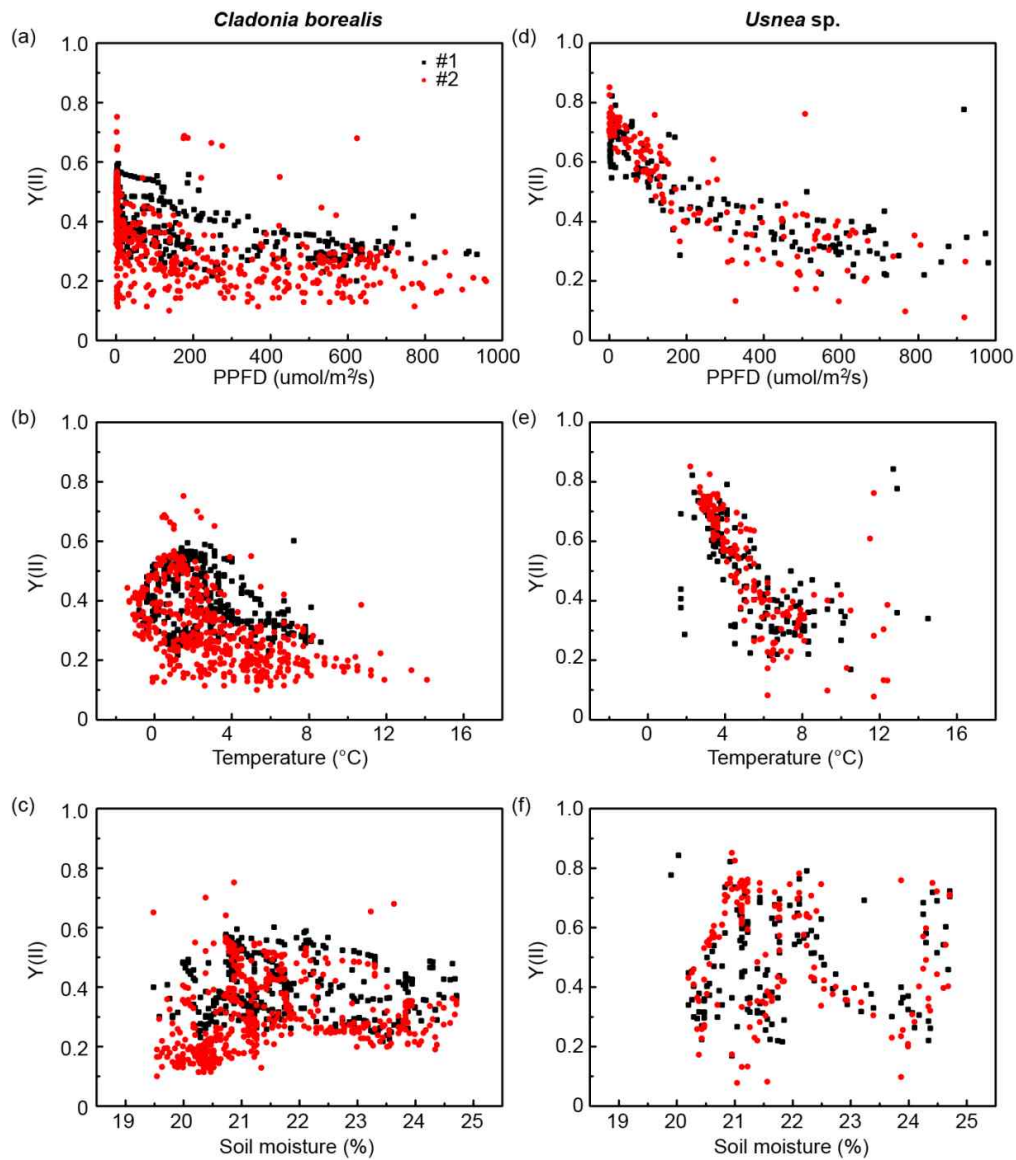 Cladonia borealis
Usnea sp.
(a)
1.0
0.8
0.6
0.4
0.2
0
Y(II)
#1
#2
0 200 400 600 800 1000
PPFD (umol/m²/s)
(d)
1.0
0.8
0.6
0.4
0.2
0
Y(II)
0 200 400 600 800 1000
PPFD (umol/m²/s)
(b)
1.0
0.8
0.6
0.4
0.2
0
Y(II)
0 4 8 12 16
Temperature (°C)
(e)
1.0
0.8
0.6
0.4
0.2
0
Y(II)
0 4 8 12 16
Temperature (°C)
(c)
1.0
0.8
0.6
0.4
0.2
0
Y(II)
19 20 21 22 23 24 25
Soil moisture (%)
(f)
1.0
0.8
0.6
0.4
0.2
0
Y(II)
19 20 21 22 23 24 25
Soil moisture (%)